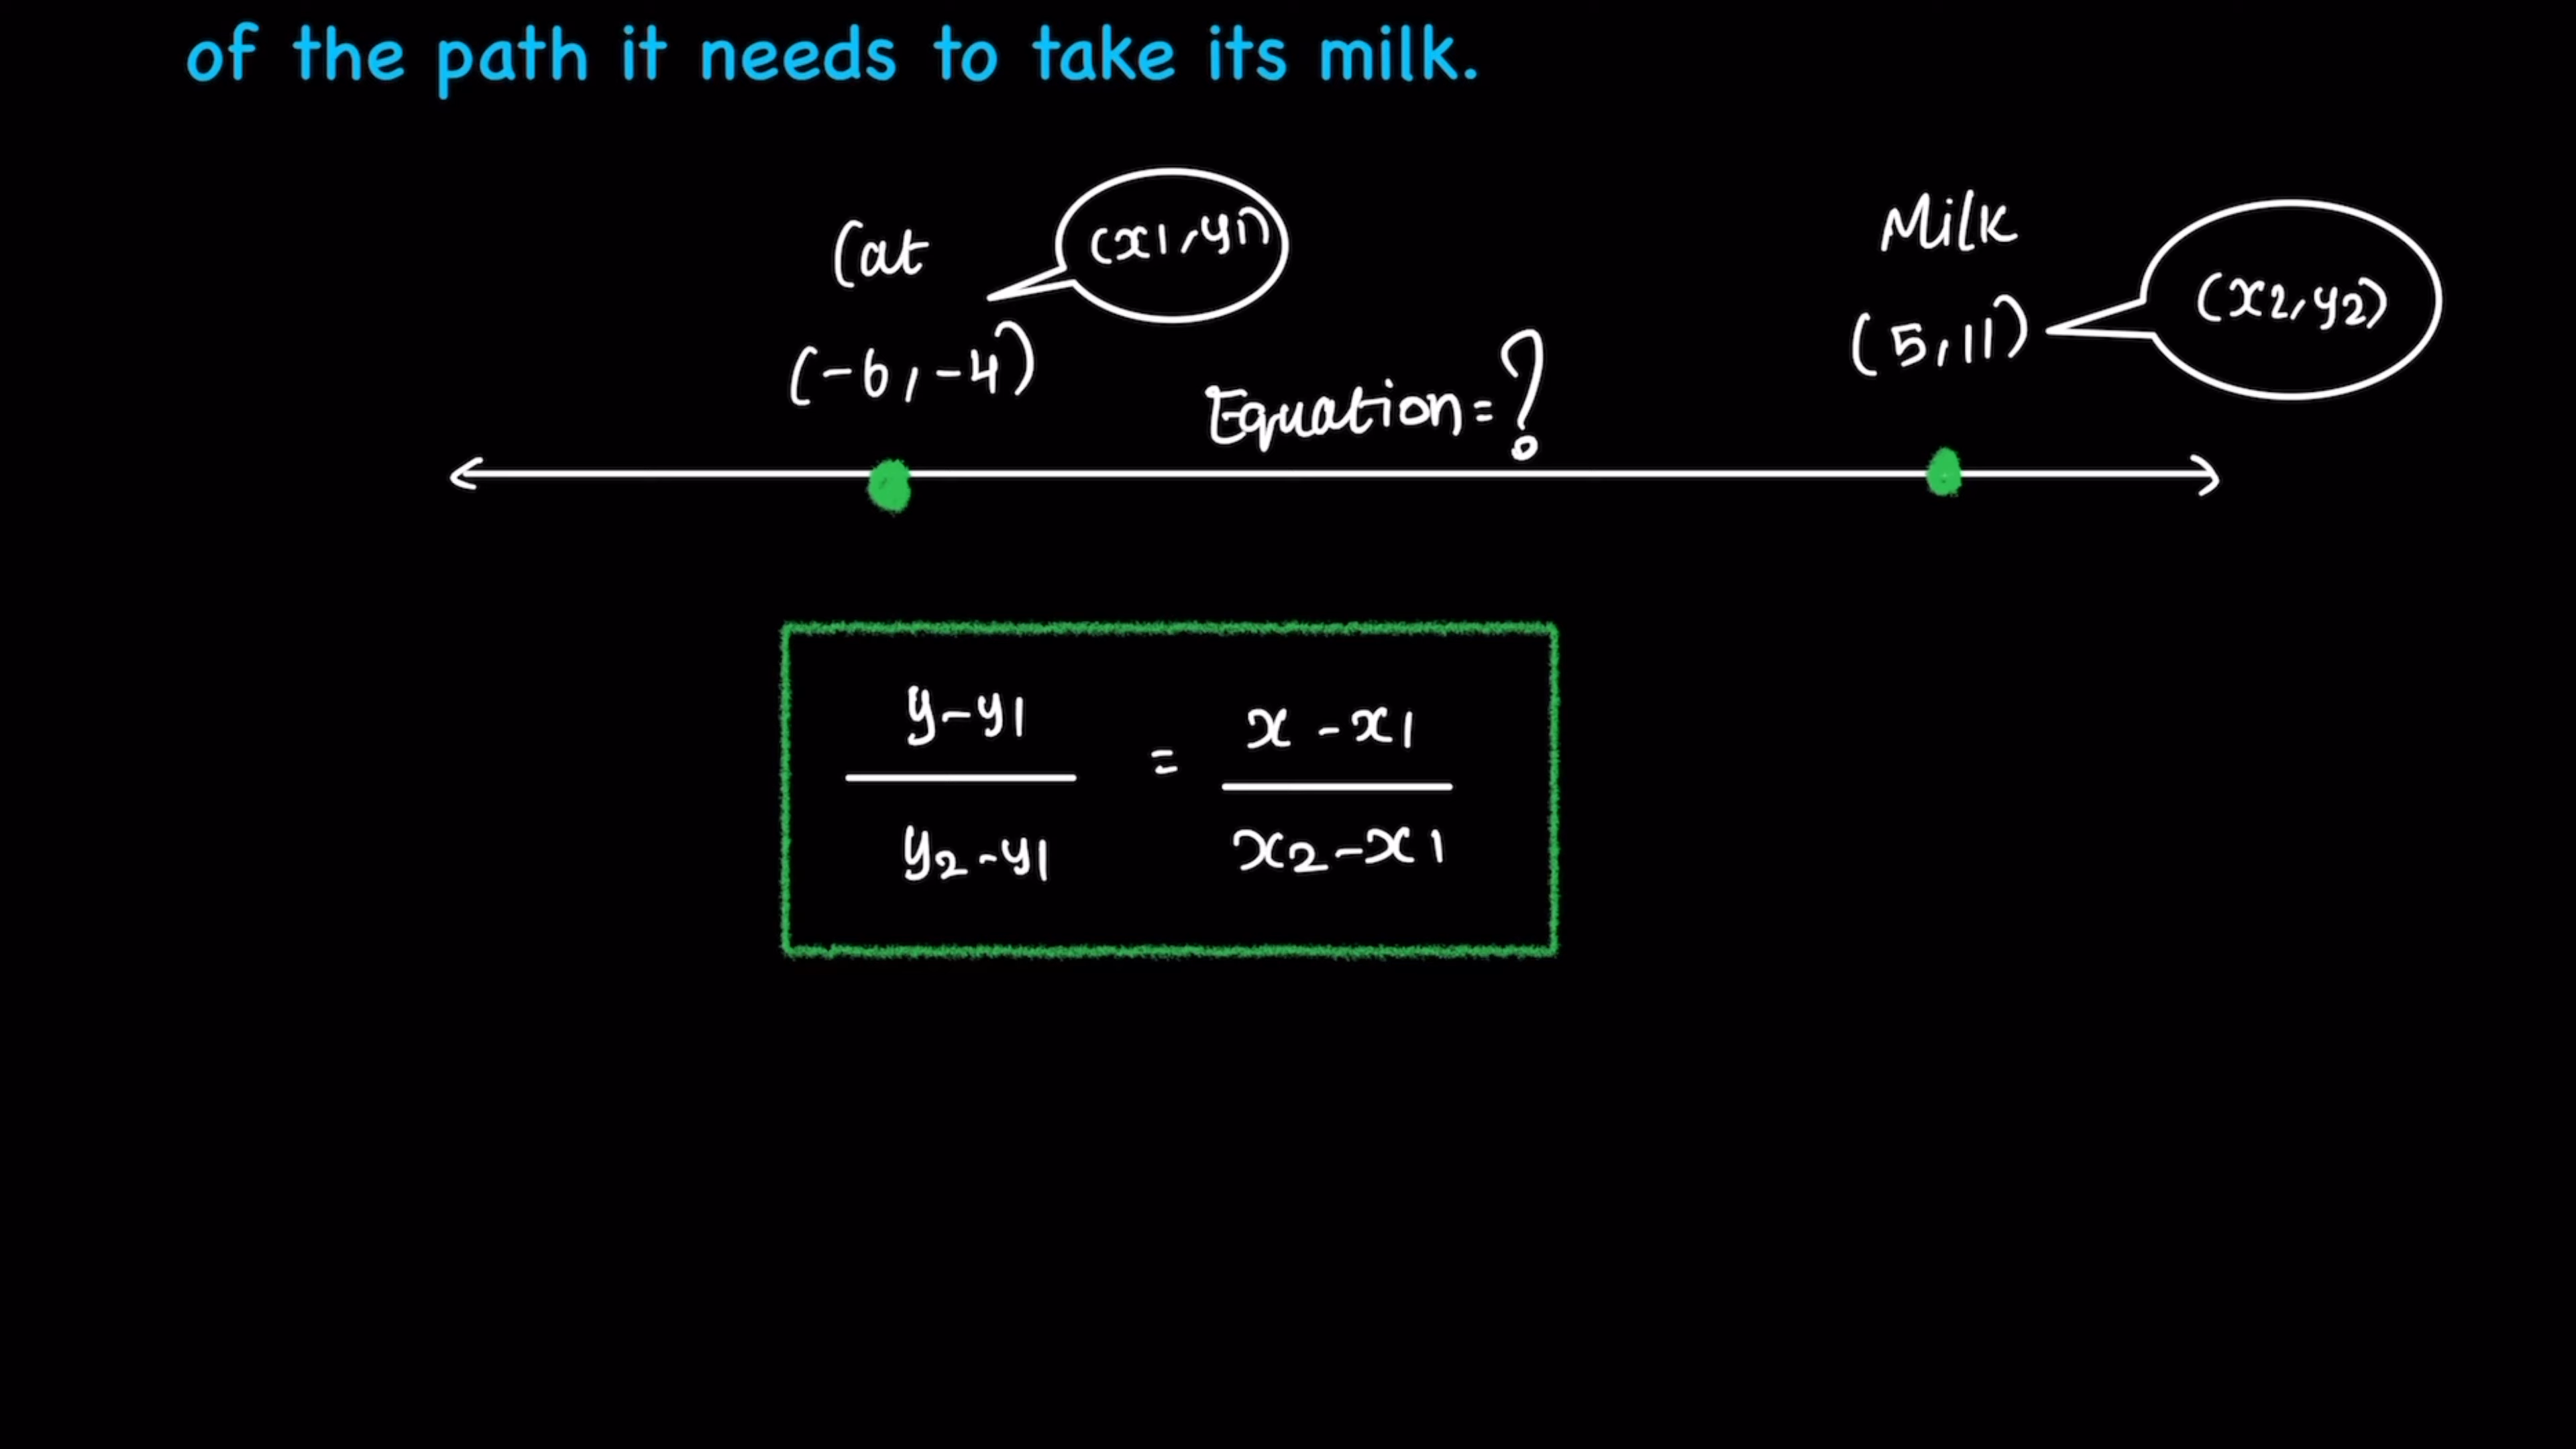 of the path it needs to take its milk.
Cat
(x1,y1)
Milk
(x2,y2)
(-6,-4)
(5,11)
Equation=?
y-y1
= x-x1
y2-y1
x2-x1